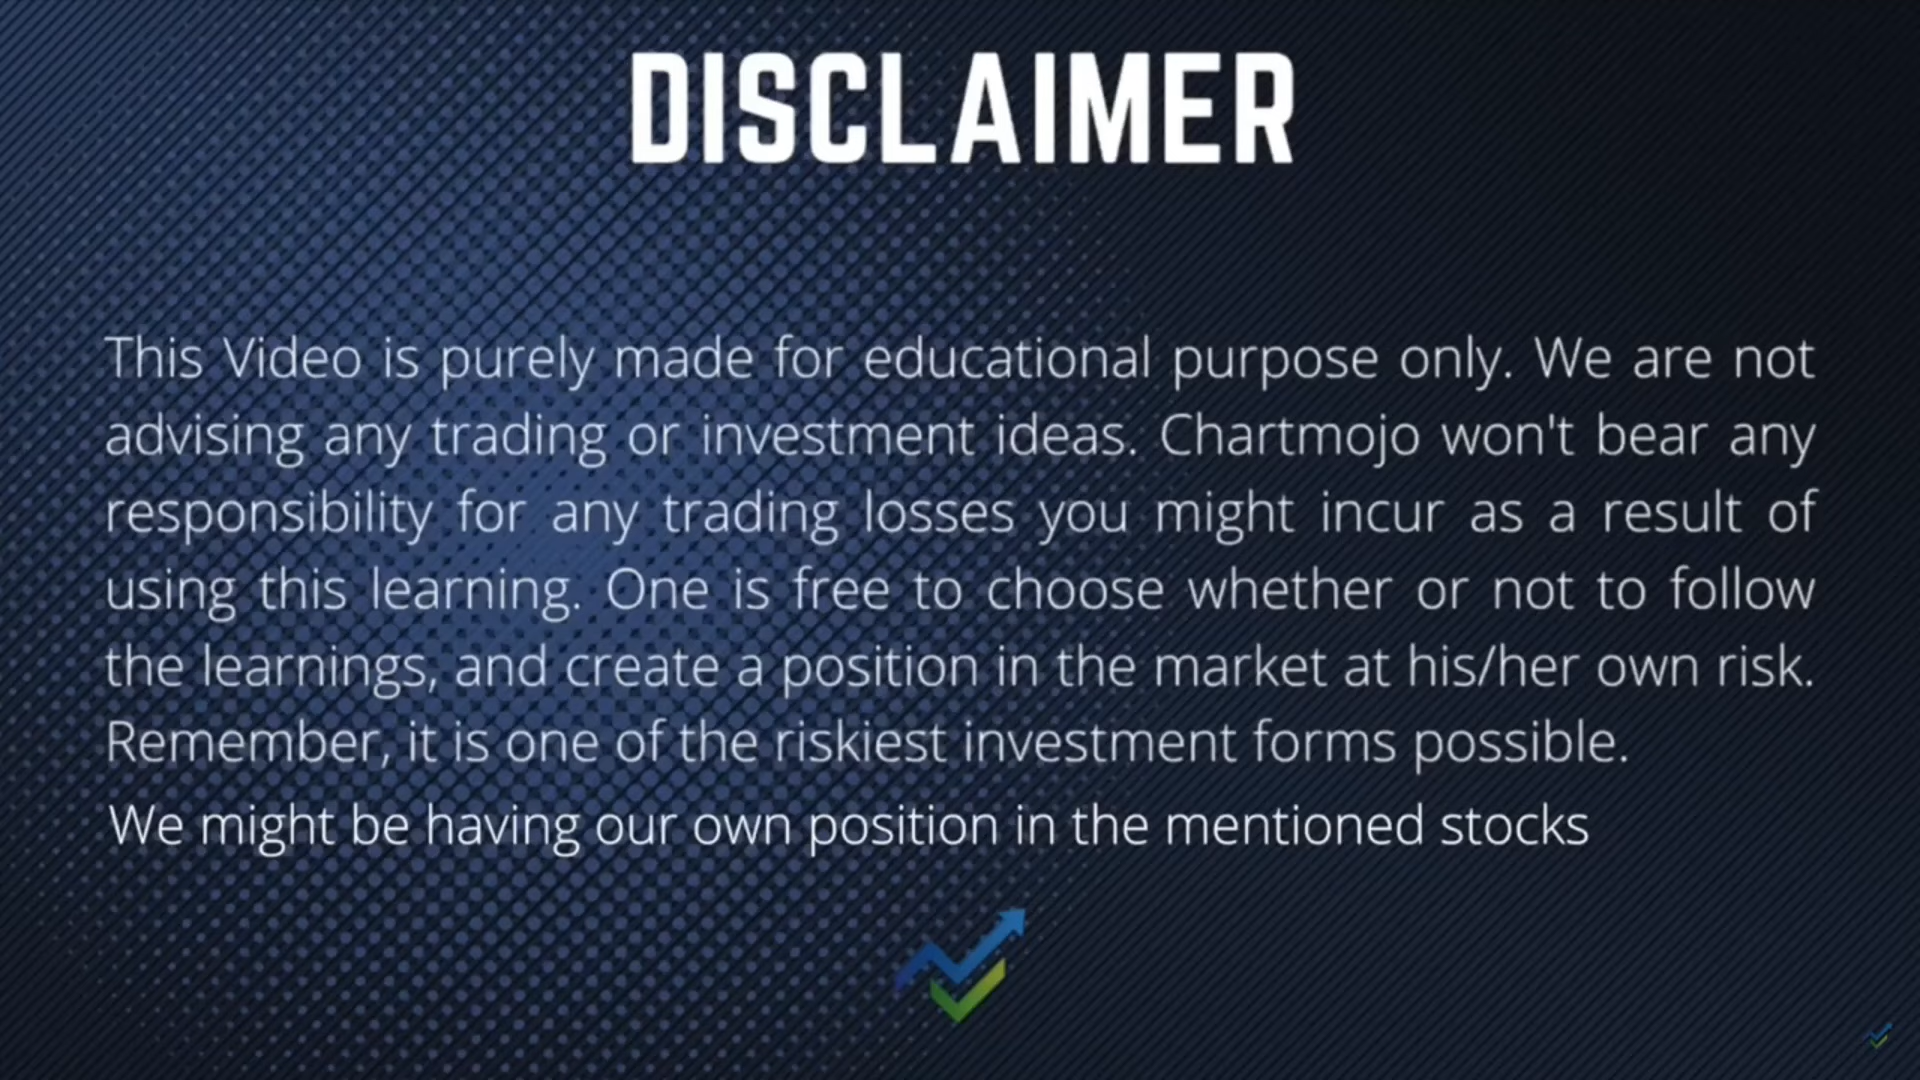 DISCLAIMER
This Video is purely made for educational purpose only. We are not
advising any trading or investment ideas. Chartmojo won't bear any
responsibility for any trading losses you might incur as a result of
using this learning. One is free to choose whether or not to follow
the learnings, and create a position in the market at his/her own risk.
Remember, it is one of the riskiest investment forms possible.
We might be having our own position in the mentioned stocks